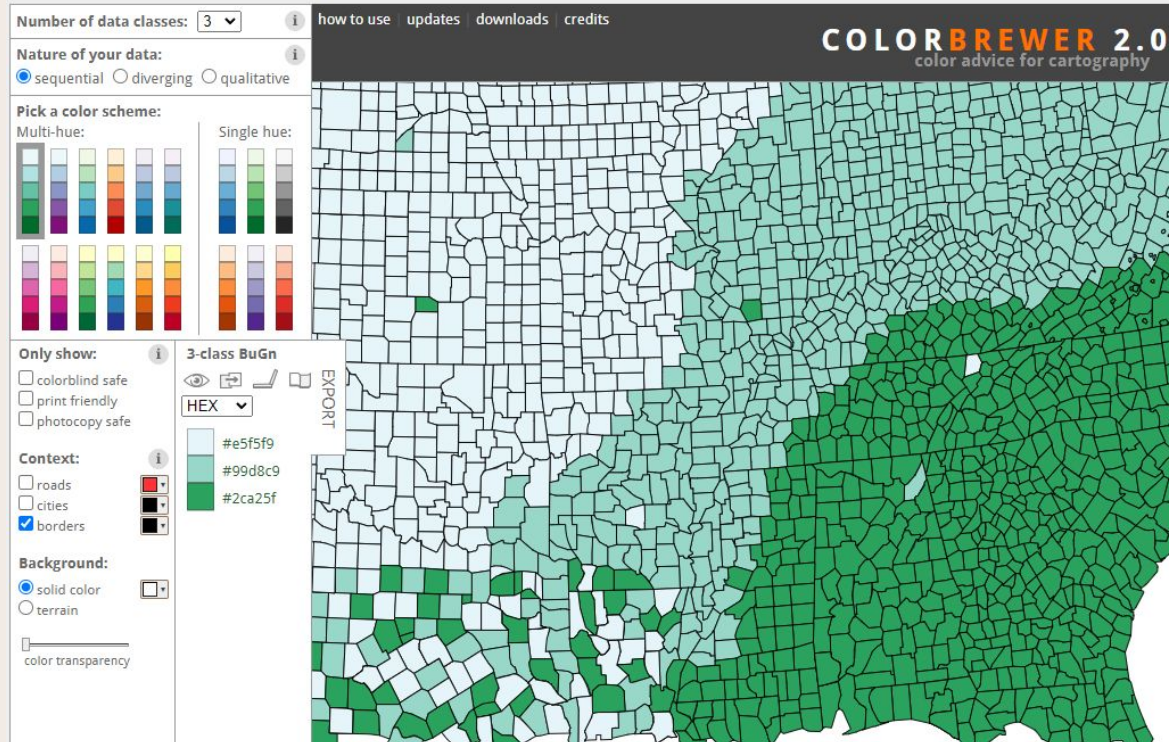 Number of data classes: 3 i
how to use | updates | downloads | credits
COLORBREWER 2.0
color advice for cartography
Nature of your data: i
sequential diverging qualitative
Pick a color scheme:
Multi-hue: Single hue:
Only show: i
colorblind safe
print friendly
photocopy safe
Context: i
roads
cities
borders
Background:
solid color
terrain
color transparency
3-class BuGn
EXPORT
HEX
#e5f5f9
#99d8c9
#2ca25f